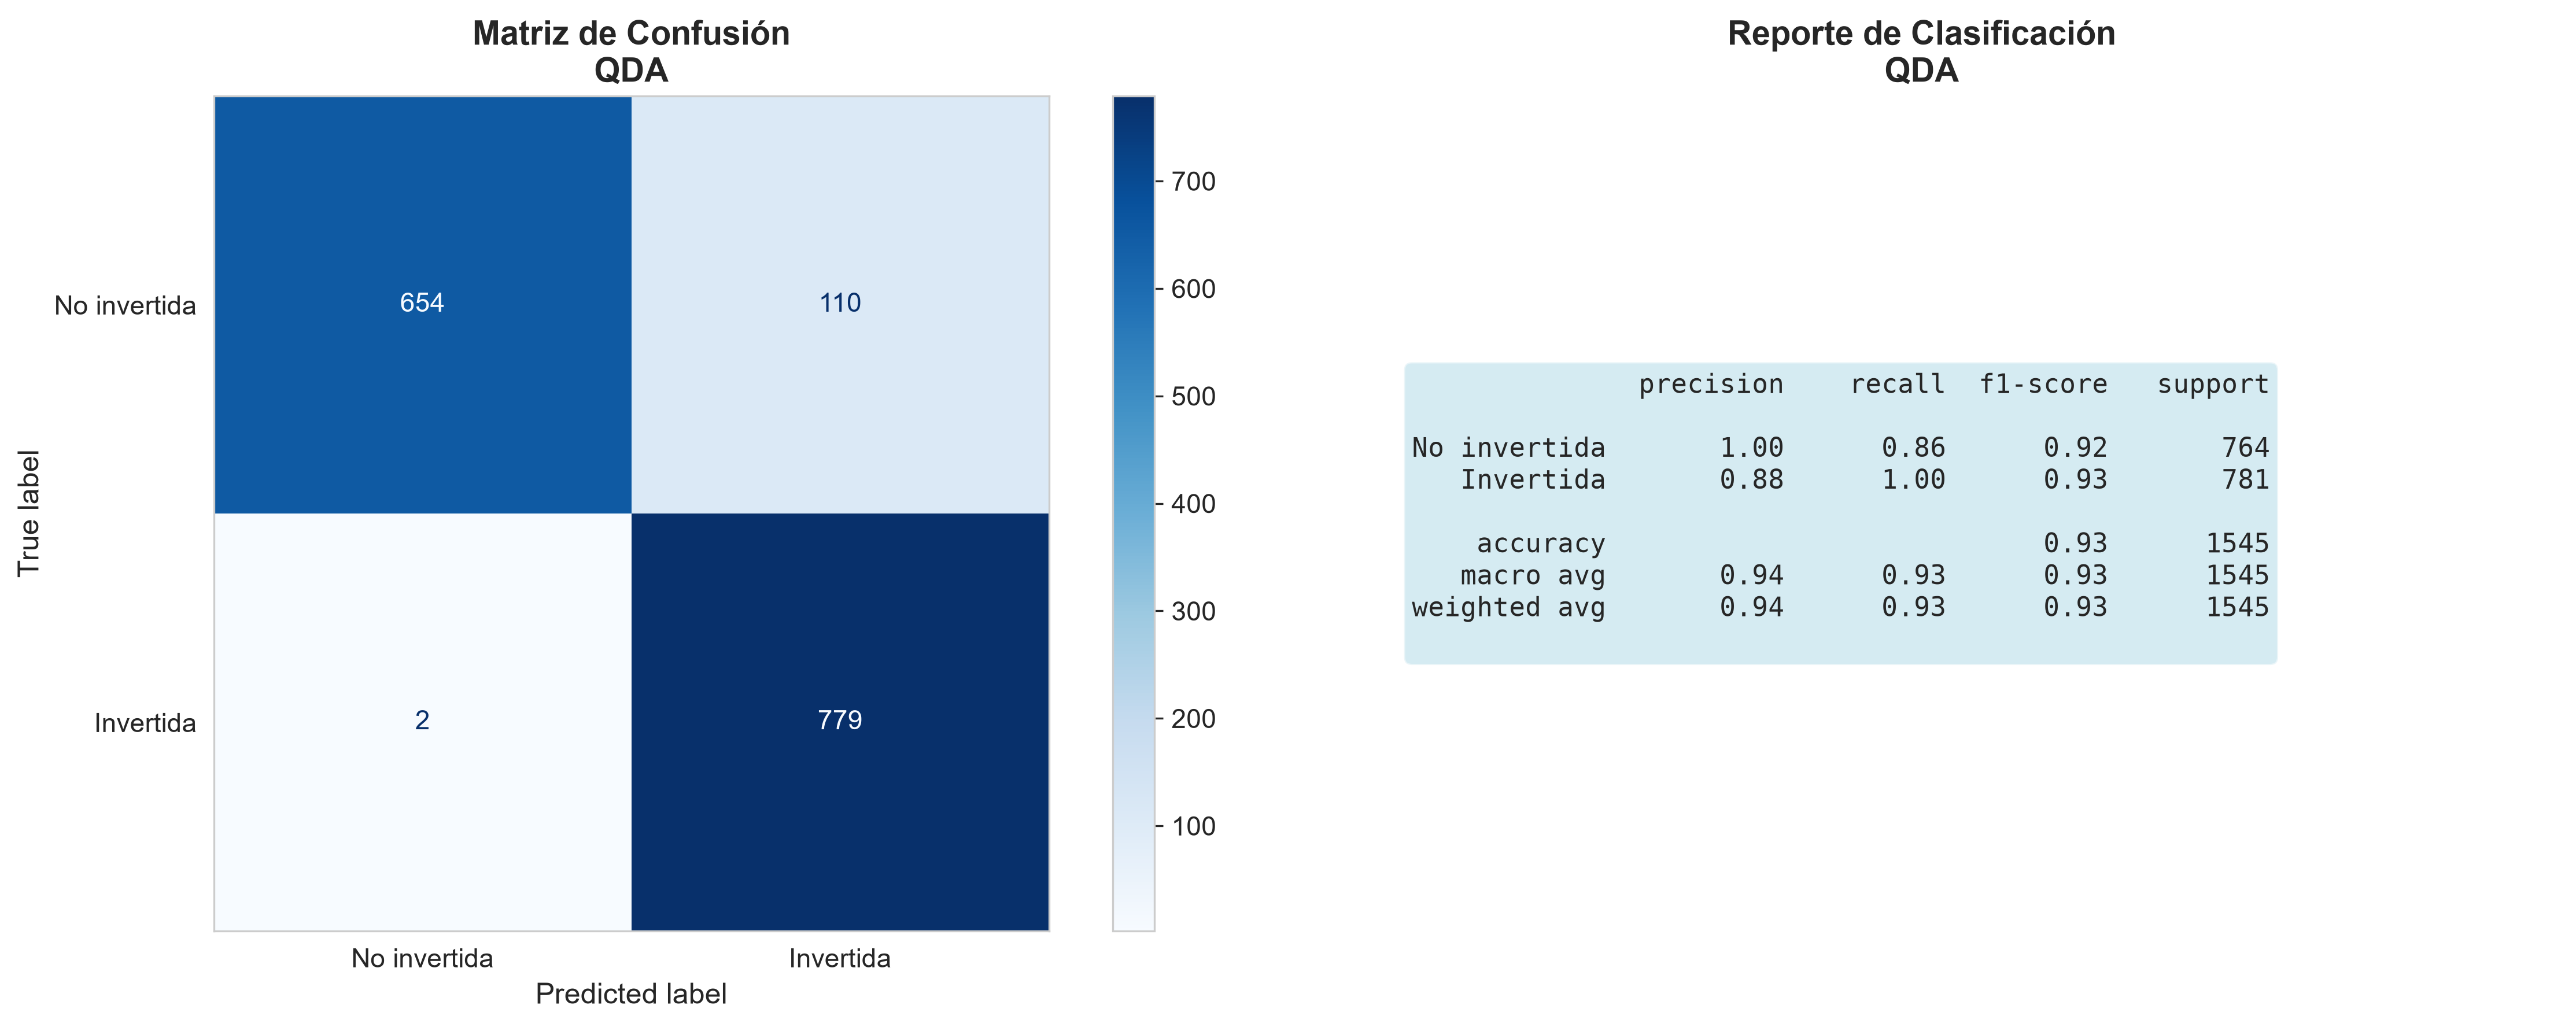 Matriz de Confusión
QDA
No invertida
Invertida
True label
654
110
2
779
No invertida
Invertida
Predicted label
700
600
500
400
300
200
100
Reporte de Clasificación
QDA
precision recall f1-score support
No invertida 1.00 0.86 0.92 764
Invertida 0.88 1.00 0.93 781
accuracy 0.93 1545
macro avg 0.94 0.93 0.93 1545
weighted avg 0.94 0.93 0.93 1545